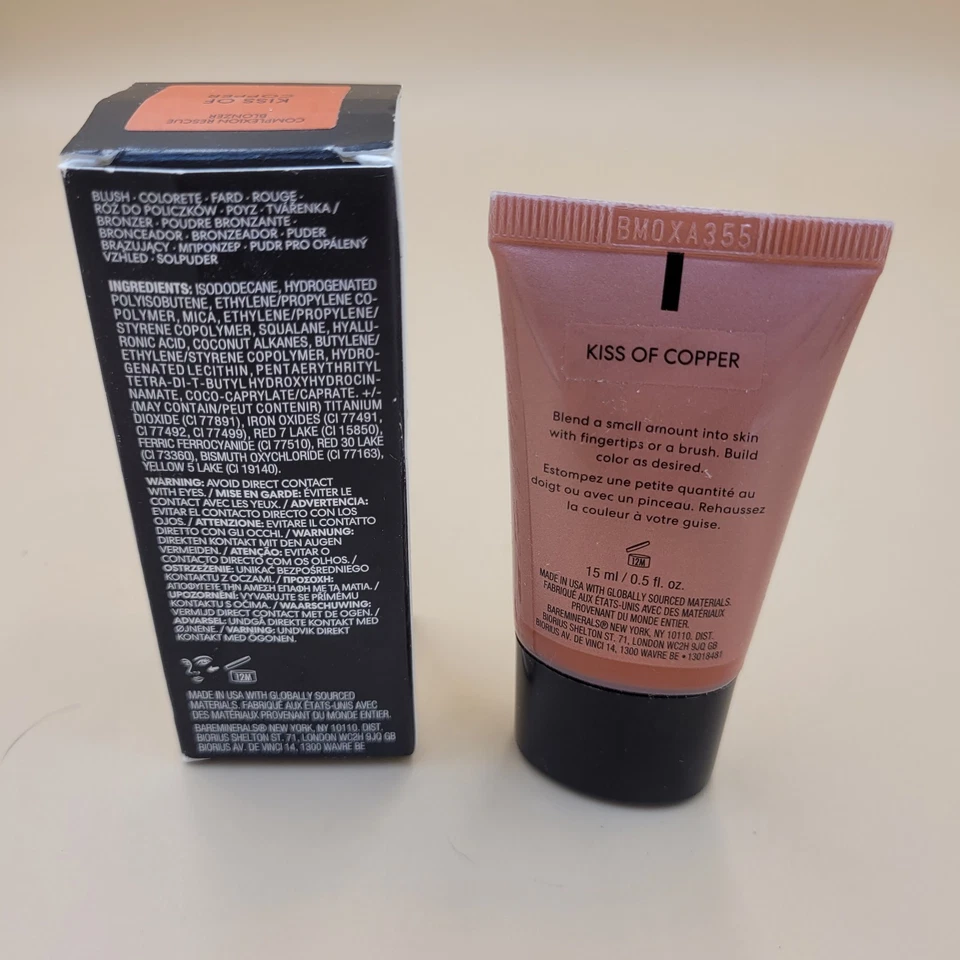 COMPLEXION RESCUE
BLONZER
KISS OF
COPPER
BLUSH · COLORETE · FARD · ROUGE ·
RÓŻ DO POLICZKÓW · ΡΟΥΖ · TVÁŘENKA /
BRONZER · POUDRE BRONZANTE ·
BRONCEADOR · BRONZEADOR · PUDER
BRĄZUJĄCY · ΜΠΡΟΝΖΕΡ · PUDR PRO OPÁLENÝ
VZHLED · SOLPUDER
INGREDIENTS: ISODODECANE, HYDROGENATED
POLYISOBUTENE, ETHYLENE/PROPYLENE CO-
POLYMER, MICA, ETHYLENE/PROPYLENE/
STYRENE COPOLYMER, SQUALANE, HYALU-
RONIC ACID, COCONUT ALKANES, BUTYLENE/
ETHYLENE/STYRENE COPOLYMER, HYDRO-
GENATED LECITHIN, PENTAERYTHRITYL
TETRA-DI-T-BUTYL HYDROXYHYDROCIN-
NAMATE, COCO-CAPRYLATE/CAPRATE. +/-
(MAY CONTAIN/PEUT CONTENIR) TITANIUM
DIOXIDE (CI 77891), IRON OXIDES (CI 77491,
CI 77492, CI 77499), RED 7 LAKE (CI 15850),
FERRIC FERROCYANIDE (CI 77510), RED 30 LAKE
(CI 73360), BISMUTH OXYCHLORIDE (CI 77163),
YELLOW 5 LAKE (CI 19140).
WARNING: AVOID DIRECT CONTACT
WITH EYES. / MISE EN GARDE: ÉVITER LE
CONTACT AVEC LES YEUX. / ADVERTENCIA:
EVITAR EL CONTACTO DIRECTO CON LOS
OJOS. / ATTENZIONE: EVITARE IL CONTATTO
DIRETTO CON GLI OCCHI. / WARNUNG:
DIREKTEN KONTAKT MIT DEN AUGEN
VERMEIDEN. / ATENÇÃO: EVITAR O
CONTACTO DIRECTO COM OS OLHOS. /
OSTRZEŻENIE: UNIKAĆ BEZPOŚREDNIEGO
KONTAKTU Z OCZAMI. / ΠΡΟΣΟΧΗ:
ΑΠΟΦΥΓΕΤΕ ΤΗΝ ΑΜΕΣΗ ΕΠΑΦΗ ΜΕ ΤΑ ΜΑΤΙΑ. /
UPOZORNĚNÍ: VYVARUJTE SE PŘÍMÉMU
KONTAKTU S OČIMA. / WAARSCHUWING:
VERMIJD DIRECT CONTACT MET DE OGEN. /
ADVARSEL: UNDGÅ DIREKTE KONTAKT MED
ØJNENE. / VARNING: UNDVIK DIREKT
KONTAKT MED ÖGONEN.
12M
MADE IN USA WITH GLOBALLY SOURCED
MATERIALS. FABRIQUÉ AUX ÉTATS-UNIS AVEC
DES MATÉRIAUX PROVENANT DU MONDE ENTIER.
BAREMINERALS® NEW YORK, NY 10110. DIST.
BIORIUS SHELTON ST. 71, LONDON WC2H 9JQ GB
BIORIUS AV. DE VINCI 14, 1300 WAVRE BE
BM0XA355
KISS OF COPPER
Blend a small amount into skin
with fingertips or a brush. Build
color as desired.
Estompez une petite quantité au
doigt ou avec un pinceau. Rehaussez
la couleur à votre guise.
12M
15 ml / 0.5 fl. oz.
MADE IN USA WITH GLOBALLY SOURCED MATERIALS.
FABRIQUÉ AUX ÉTATS-UNIS AVEC DES MATÉRIAUX
PROVENANT DU MONDE ENTIER.
BAREMINERALS® NEW YORK, NY 10110. DIST.
BIORIUS SHELTON ST. 71, LONDON WC2H 9JQ GB
BIORIUS AV. DE VINCI 14, 1300 WAVRE BE • 13018481